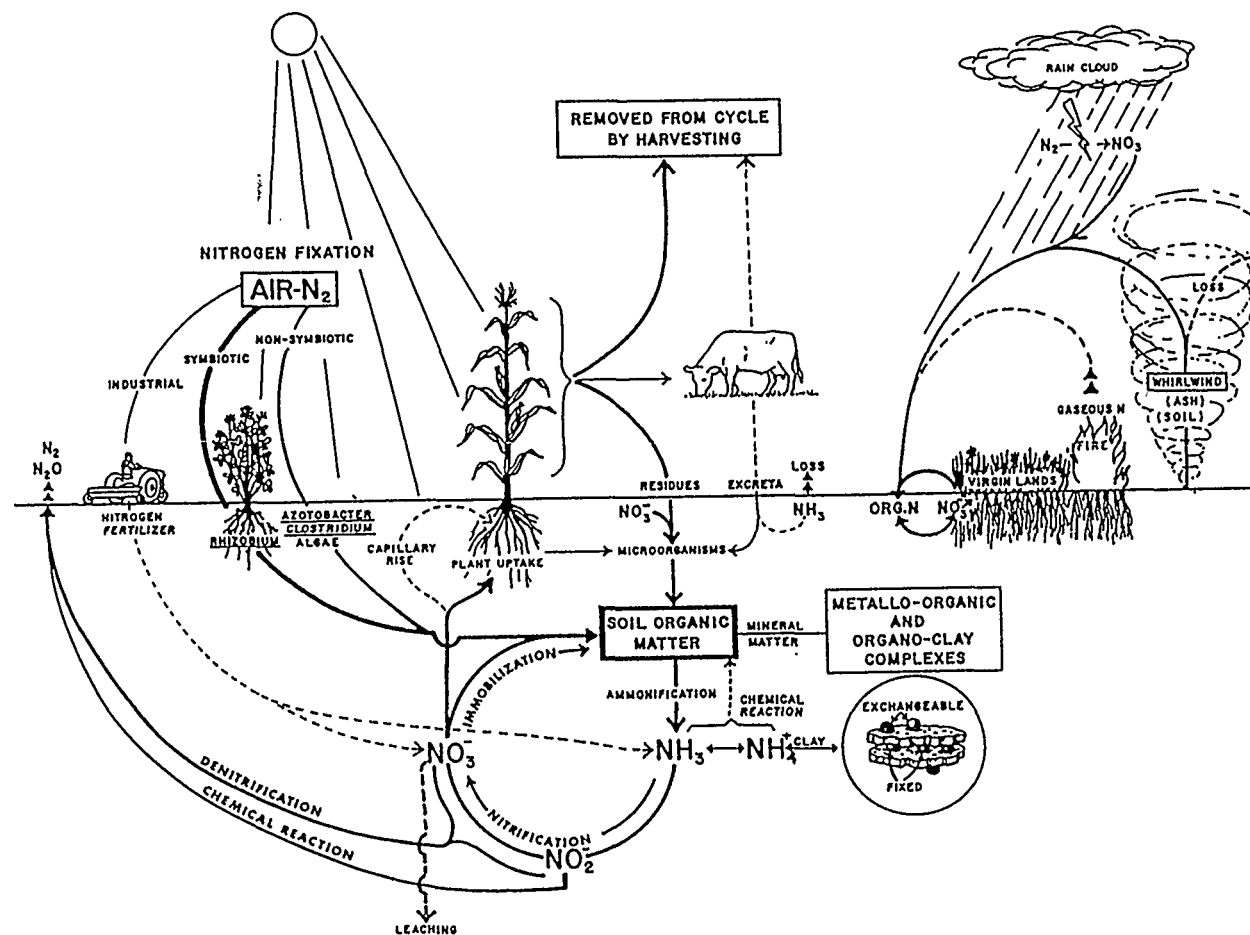 RAIN CLOUD
REMOVED FROM CYCLE
BY HARVESTING
N₂ → NO₃
NITROGEN FIXATION
AIR-N₂
LOSS
NON-SYMBIOTIC
SYMBIOTIC
INDUSTRIAL
WHIRLWIND
(ASH)
(SOIL)
GASEOUS N
FIRE
N₂
N₂O
LOSS
RESIDUES
EXCRETA
VIRGIN LANDS
NH₃
ORG.N
NO₃⁻
NITROGEN
FERTILIZER
RHIZOBIUM
AZOTOBACTER
CLOSTRIDIUM
ALGAE
NO₃⁻
CAPILLARY
RISE
PLANT UPTAKE
MICROORGANISMS
SOIL ORGANIC
MATTER
MINERAL
MATTER
METALLO-ORGANIC
AND
ORGANO-CLAY
COMPLEXES
IMMOBILIZATION
AMMONIFICATION
CHEMICAL
REACTION
EXCHANGEABLE
NO₃⁻
NH₃
NH₄⁺
CLAY
FIXED
DENITRIFICATION
CHEMICAL REACTION
NITRIFICATION
NO₂⁻
LEACHING